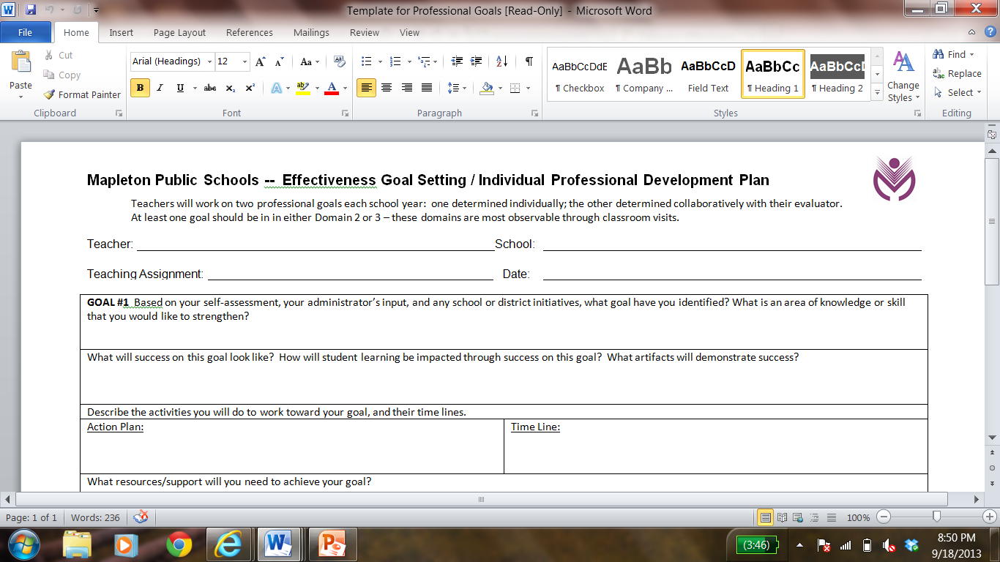 Template for Professional Goals [Read-Only] - Microsoft Word
File Home Insert Page Layout References Mailings Review View
Paste
Cut
Copy
Format Painter
Clipboard
Arial (Headings) 12 A A Aa
B I U abc x₂ x² A ab A
Font
A Z ¶
Paragraph
AaBbCcDdE AaBb AaBbCcD AaBbCc AaBbCcD
¶ Checkbox ¶ Company ... Field Text ¶ Heading 1 ¶ Heading 2
Styles
Change Styles
Find
Replace
Select
Editing
Mapleton Public Schools -- Effectiveness Goal Setting / Individual Professional Development Plan
Teachers will work on two professional goals each school year: one determined individually; the other determined collaboratively with their evaluator.
At least one goal should be in in either Domain 2 or 3 – these domains are most observable through classroom visits.
Teacher: School:
Teaching Assignment: Date:
GOAL #1 Based on your self-assessment, your administrator's input, and any school or district initiatives, what goal have you identified? What is an area of knowledge or skill
that you would like to strengthen?
What will success on this goal look like? How will student learning be impacted through success on this goal? What artifacts will demonstrate success?
Describe the activities you will do to work toward your goal, and their time lines.
Action Plan: Time Line:
What resources/support will you need to achieve your goal?
Page: 1 of 1 Words: 236 100%
(3:46)
8:50 PM
9/18/2013